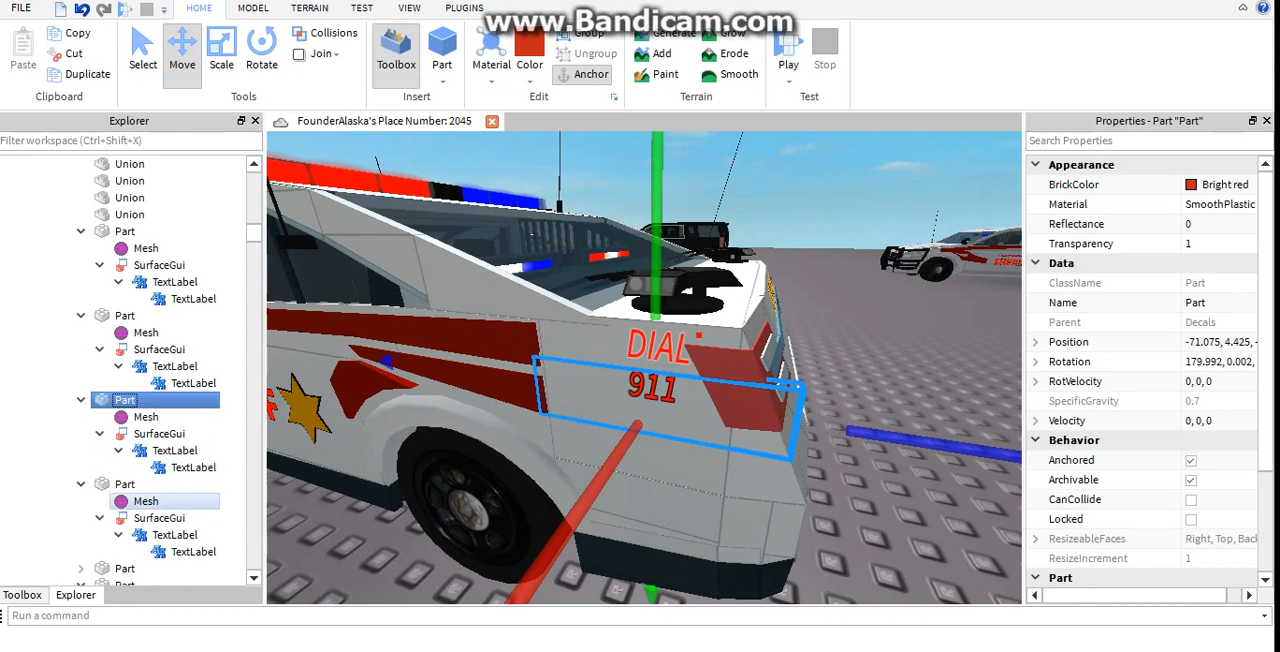 www.Bandicam.com
FILE HOME MODEL TERRAIN TEST VIEW PLUGINS
Paste
Copy
Cut
Duplicate
Clipboard
Select Move Scale Rotate
Collisions
Join
Tools
Toolbox Part
Insert
Material Color
Group
Ungroup
Anchor
Edit
Generate Grow
Add Erode
Paint Smooth
Terrain
Play Stop
Test
Explorer
FounderAlaska's Place Number: 2045
Properties - Part "Part"
Filter workspace (Ctrl+Shift+X)
Search Properties
Union
Union
Union
Union
Part
Mesh
SurfaceGui
TextLabel
TextLabel
Part
Mesh
SurfaceGui
TextLabel
TextLabel
Part
Mesh
SurfaceGui
TextLabel
TextLabel
Part
Mesh
SurfaceGui
TextLabel
TextLabel
Part
DIAL
911
Appearance
BrickColor Bright red
Material SmoothPlastic
Reflectance 0
Transparency 1
Data
ClassName Part
Name Part
Parent Decals
Position -71.075, 4.425, -
Rotation 179.992, 0.002,
RotVelocity 0, 0, 0
SpecificGravity 0.7
Velocity 0, 0, 0
Behavior
Anchored
Archivable
CanCollide
Locked
ResizeableFaces Right, Top, Back
ResizeIncrement 1
Part
Toolbox Explorer
Run a command